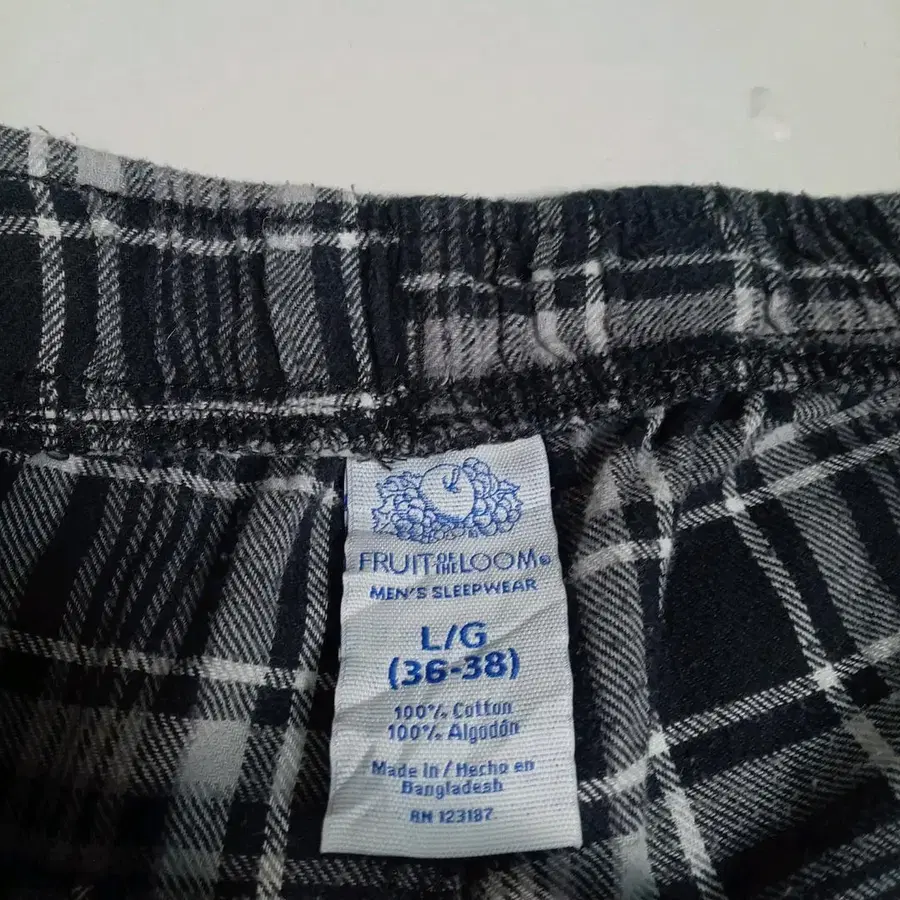 FRUIT OF THE LOOM®
MEN'S SLEEPWEAR
L/G
(36-38)
100% Cotton
100% Algodón
Made in/Hecho en
Bangladesh
RN 123187